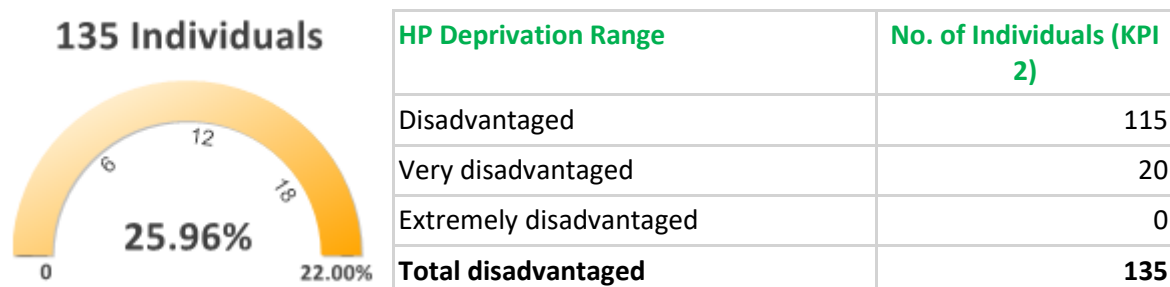 135 Individuals
6
12
18
25.96%
0
22.00%
HP Deprivation Range
No. of Individuals (KPI
2)
Disadvantaged
115
Very disadvantaged
20
Extremely disadvantaged
0
Total disadvantaged
135